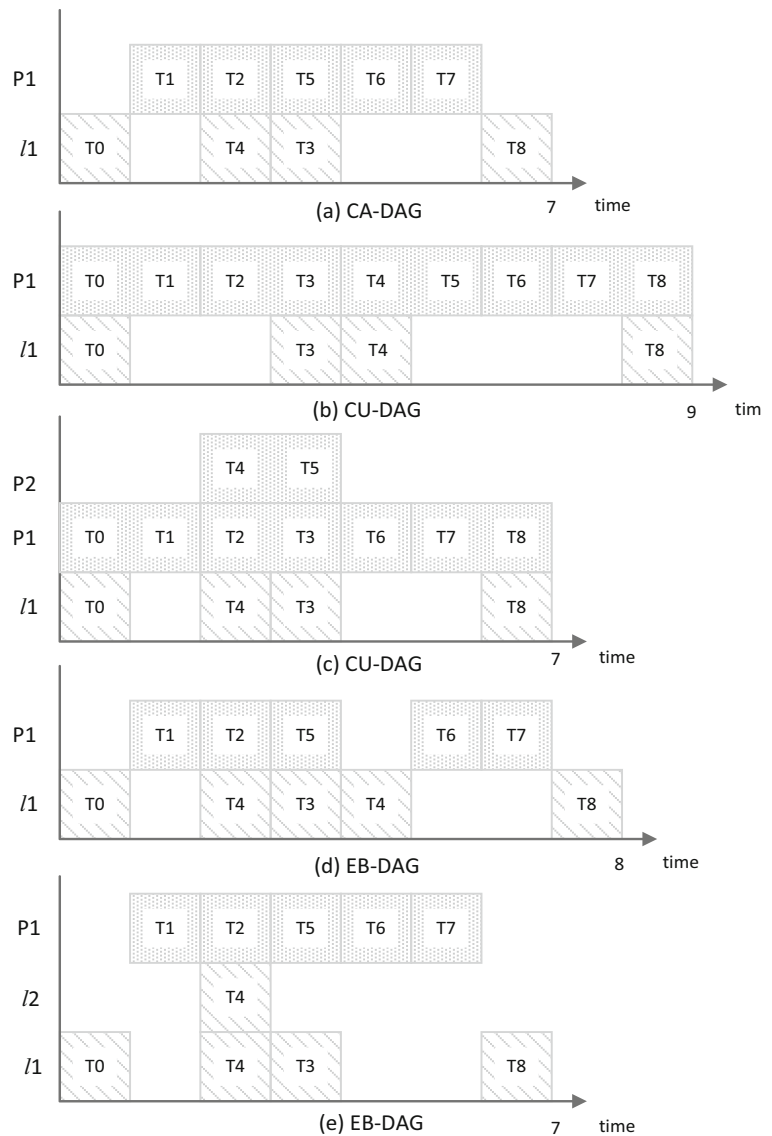 P1 T1 T2 T5 T6 T7
l1 T0 T4 T3 T8
7 time
(a) CA-DAG
P1 T0 T1 T2 T3 T4 T5 T6 T7 T8
l1 T0 T3 T4 T8
(b) CU-DAG
9 tim
P2 T4 T5
P1 T0 T1 T2 T3 T6 T7 T8
l1 T0 T4 T3 T8
(c) CU-DAG
7 time
P1 T1 T2 T5 T6 T7
l1 T0 T4 T3 T4 T8
(d) EB-DAG
8 time
P1 T1 T2 T5 T6 T7
l2 T4
l1 T0 T4 T3 T8
(e) EB-DAG
7 time